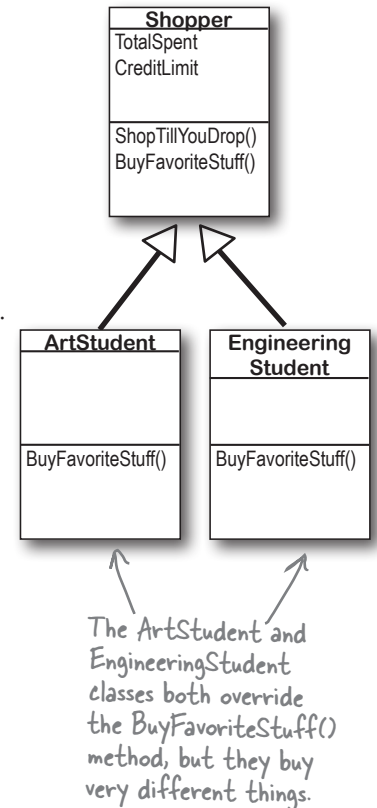 Shopper
TotalSpent
CreditLimit
ShopTillYouDrop()
BuyFavoriteStuff()
.
ArtStudent
BuyFavoriteStuff()
Engineering
Student
BuyFavoriteStuff()
The ArtStudent and
EngineeringStudent
classes both override
the BuyFavoriteStuff()
method, but they buy
very different things.